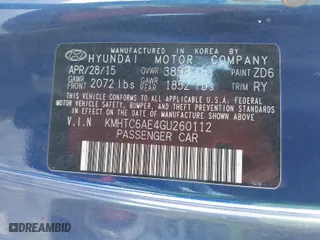 MANUFACTURED IN KOREA BY
HYUNDAI MOTOR COMPANY
APR/28/15 GVWR PAINT ZD6
GAWR FRONT 2072 lbs GAWR REAR 1852 lbs TRIM RY
THIS VEHICLE CONFORMS TO ALL APPLICABLE U.S. FEDERAL
MOTOR VEHICLE SAFETY, BUMPER, AND THEFT PREVENTION
STANDARDS IN EFFECT ON THE DATE OF MANUFACTURE SHOWN ABOVE.
V.I.N KMHTC6AE4GU260112
PASSENGER CAR